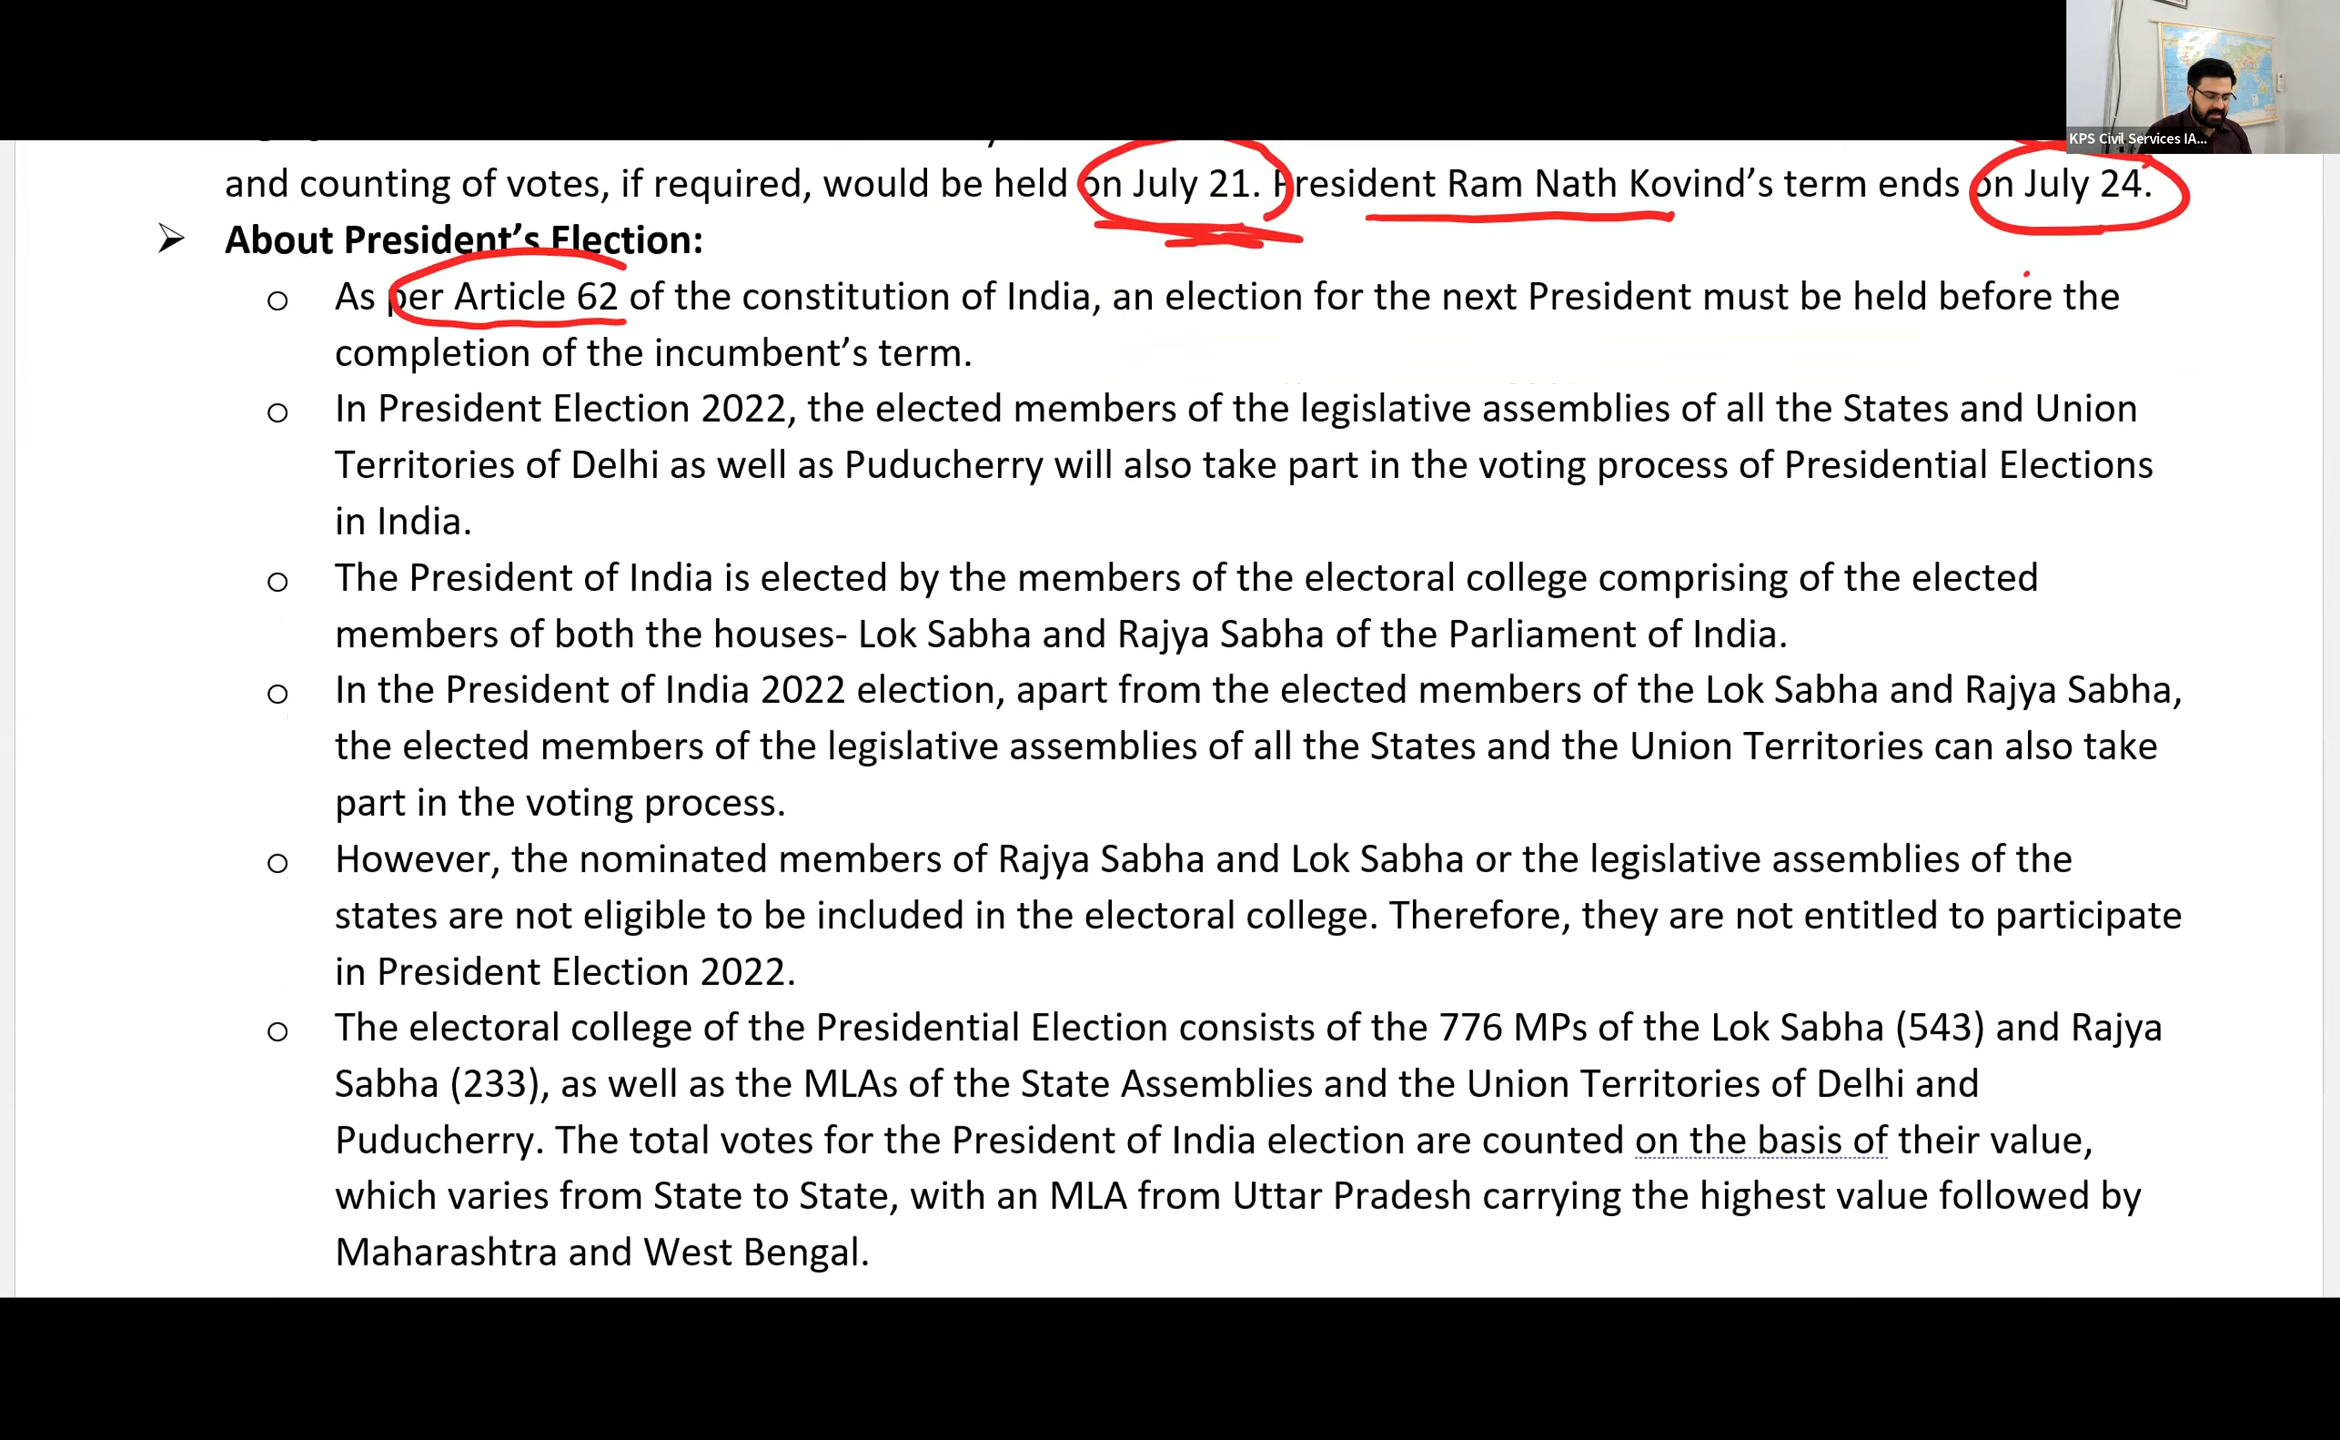 KPS Civil Services IA...
and counting of votes, if required, would be held on July 21. President Ram Nath Kovind’s term ends on July 24.
➢ About President’s Election:
o As per Article 62 of the constitution of India, an election for the next President must be held before the
completion of the incumbent’s term.
o In President Election 2022, the elected members of the legislative assemblies of all the States and Union
Territories of Delhi as well as Puducherry will also take part in the voting process of Presidential Elections
in India.
o The President of India is elected by the members of the electoral college comprising of the elected
members of both the houses- Lok Sabha and Rajya Sabha of the Parliament of India.
o In the President of India 2022 election, apart from the elected members of the Lok Sabha and Rajya Sabha,
the elected members of the legislative assemblies of all the States and the Union Territories can also take
part in the voting process.
o However, the nominated members of Rajya Sabha and Lok Sabha or the legislative assemblies of the
states are not eligible to be included in the electoral college. Therefore, they are not entitled to participate
in President Election 2022.
o The electoral college of the Presidential Election consists of the 776 MPs of the Lok Sabha (543) and Rajya
Sabha (233), as well as the MLAs of the State Assemblies and the Union Territories of Delhi and
Puducherry. The total votes for the President of India election are counted on the basis of their value,
which varies from State to State, with an MLA from Uttar Pradesh carrying the highest value followed by
Maharashtra and West Bengal.